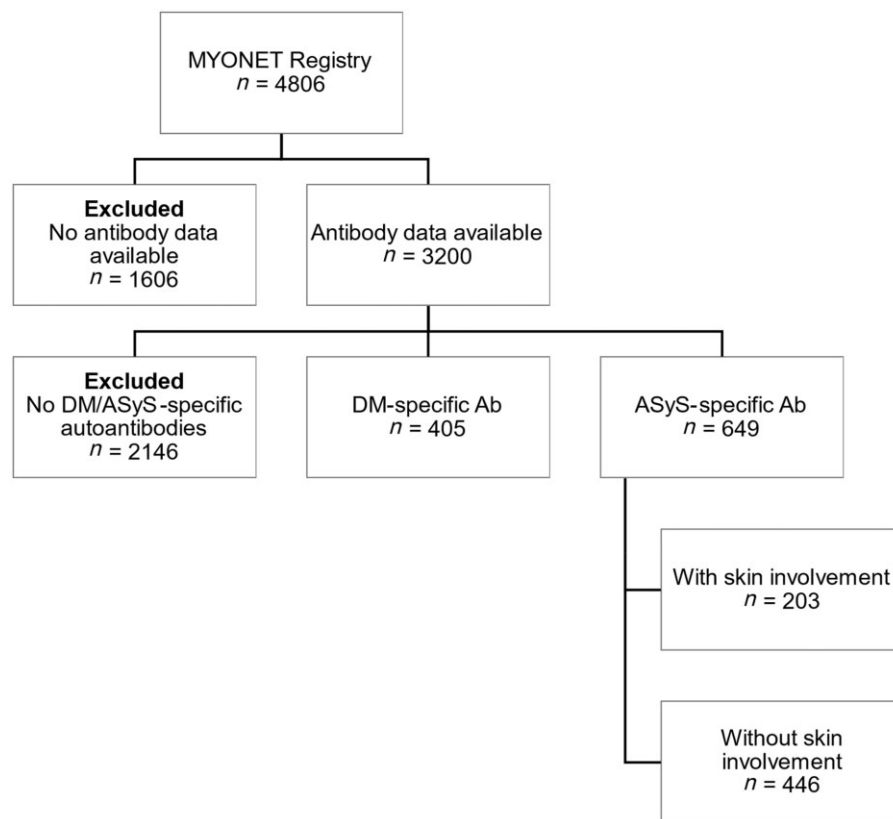 MYONET Registry
n = 4806
Excluded
No antibody data
available
n = 1606
Antibody data available
n = 3200
Excluded
No DM/ASyS-specific
autoantibodies
n = 2146
DM-specific Ab
n = 405
ASyS-specific Ab
n = 649
With skin involvement
n = 203
Without skin
involvement
n = 446